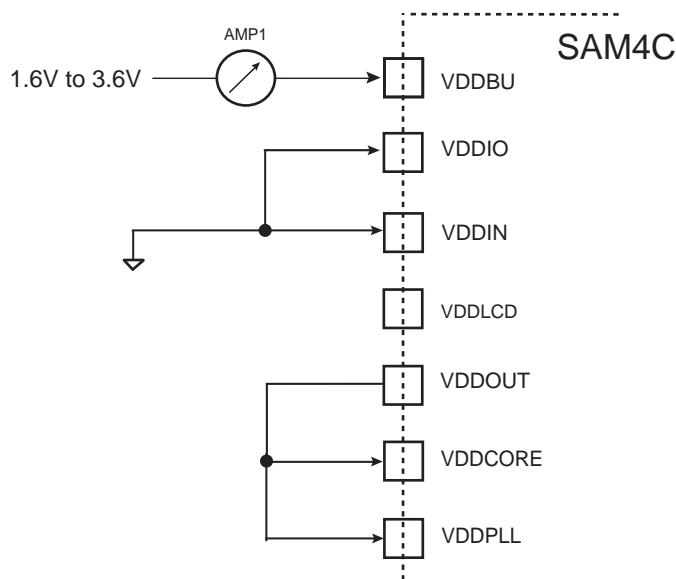 AMP1
SAM4C
1.6V to 3.6V
VDDBU
VDDIO
VDDIN
VDDLCD
VDDOUT
VDDCORE
VDDPLL